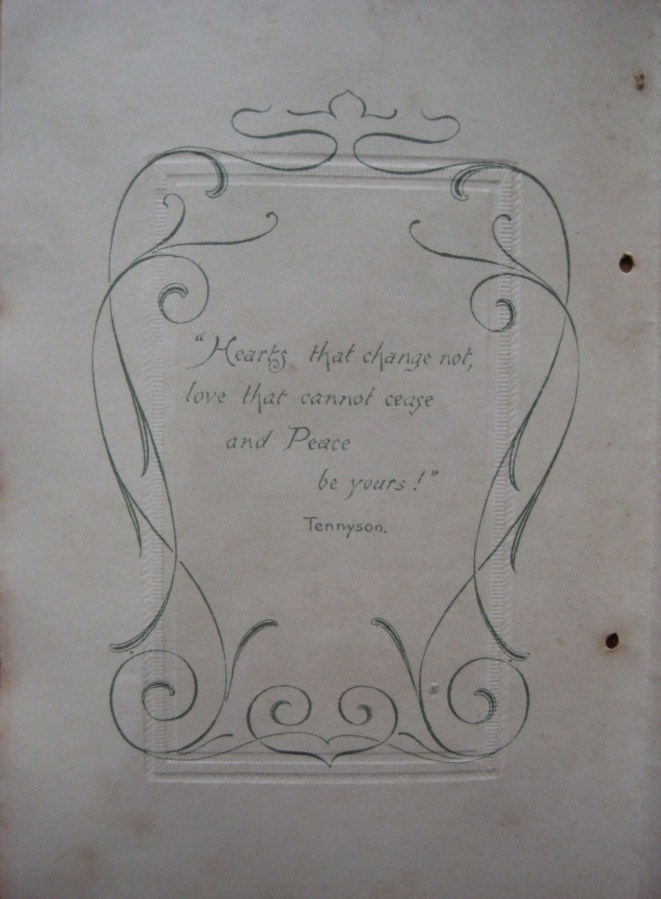 "Hearts that change not,
love that cannot cease
and Peace
be yours!"
Tennyson.